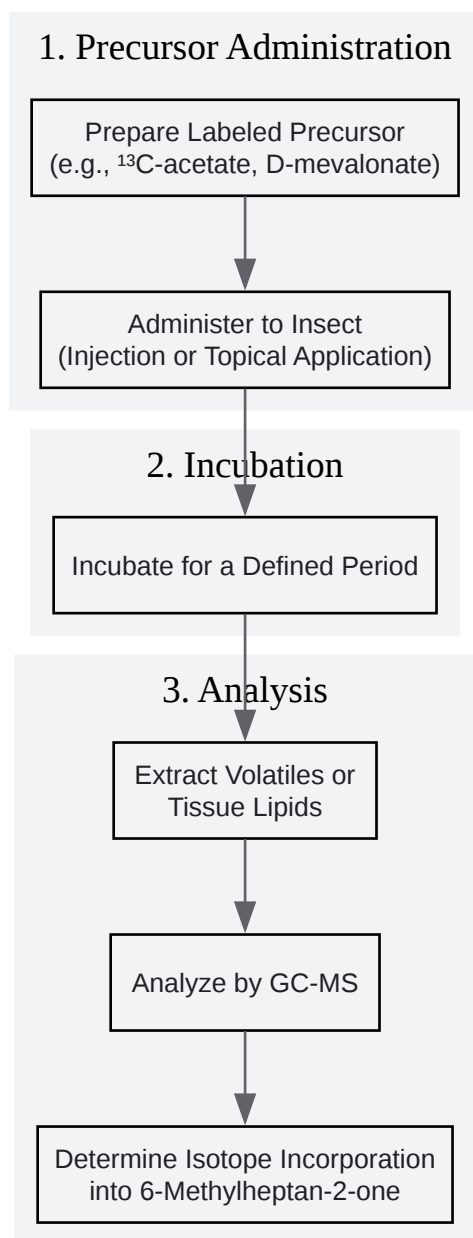 1. Precursor Administration
Prepare Labeled Precursor
(e.g., ¹³C-acetate, D-mevalonate)
Administer to Insect
(Injection or Topical Application)
2. Incubation
Incubate for a Defined Period
3. Analysis
Extract Volatiles or
Tissue Lipids
Analyze by GC-MS
Determine Isotope Incorporation
into 6-Methylheptan-2-one